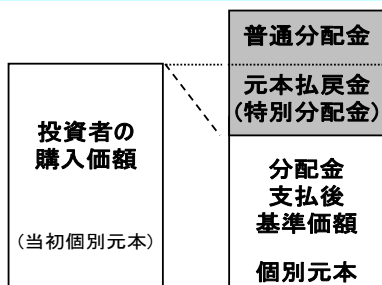 普通分配金
元本払戻金
(特別分配金)
投資者の
購入価額
(当初個別元本)
分配金
支払後
基準価額
個別元本